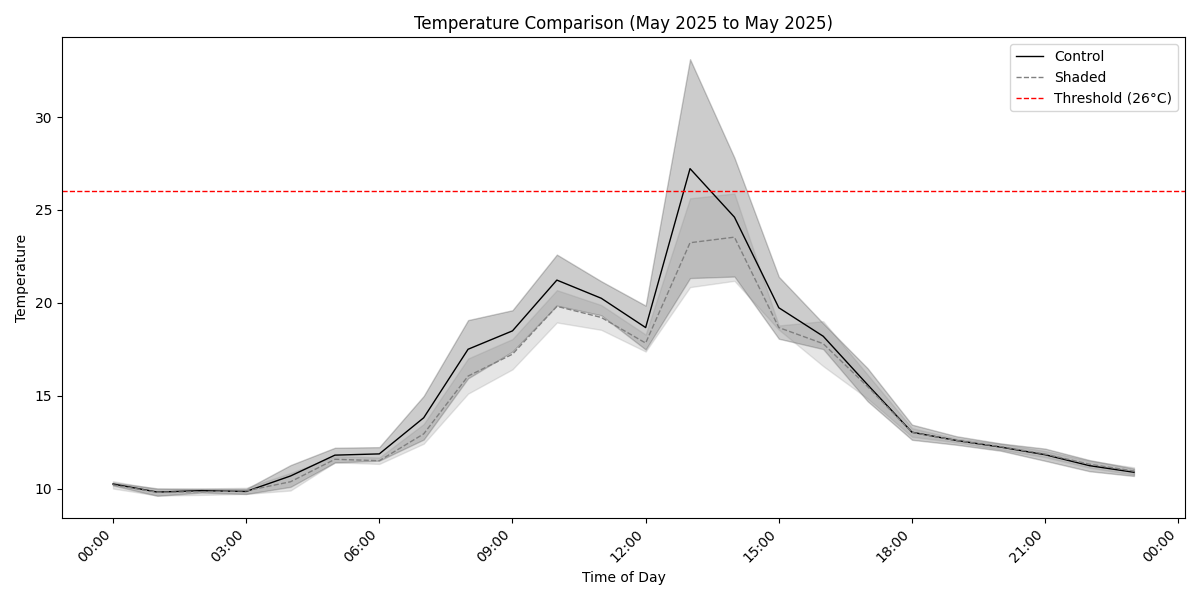 Temperature Comparison (May 2025 to May 2025)
Control
Shaded
Threshold (26°C)
30
25
20
15
10
Temperature
00:00
03:00
06:00
09:00
12:00
15:00
18:00
21:00
00:00
Time of Day